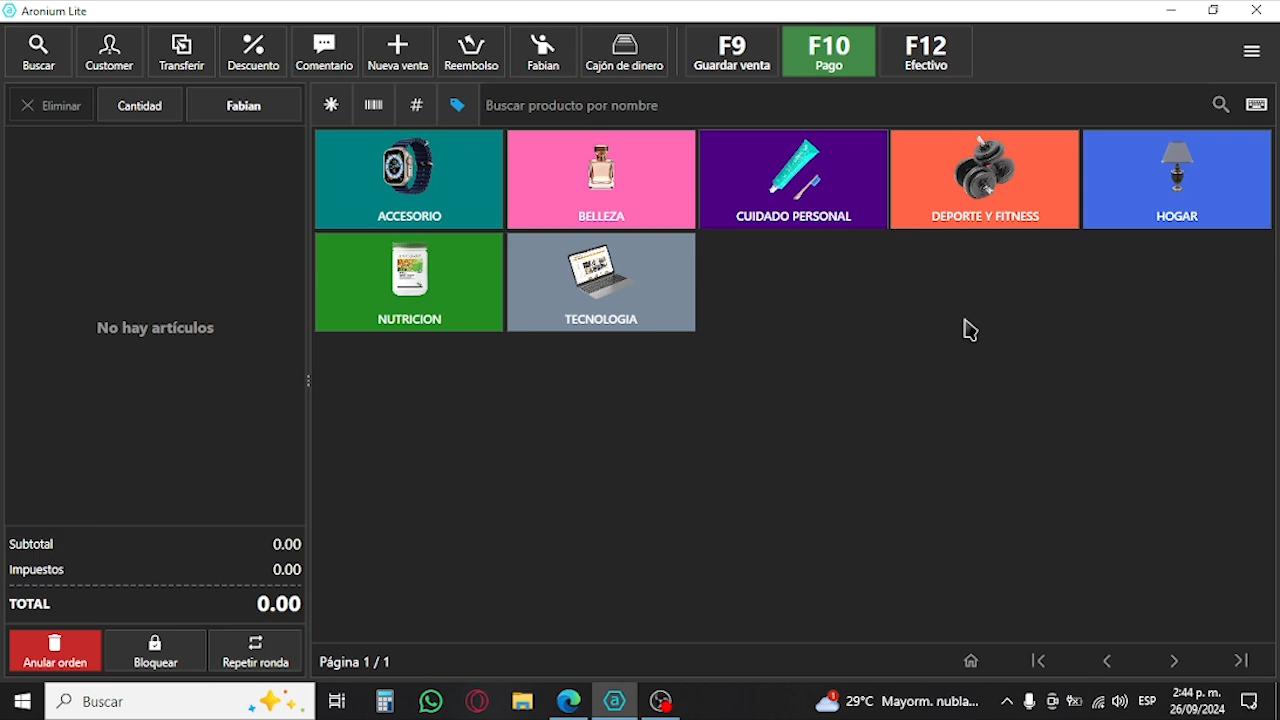 Aronium Lite
Buscar
Customer
Transferir
Descuento
Comentario
Nueva venta
Reembolso
Fabian
Cajón de dinero
F9
Guardar venta
F10
Pago
F12
Efectivo
Eliminar
Cantidad
Fabian
#
Buscar producto por nombre
ACCESORIO
BELLEZA
CUIDADO PERSONAL
DEPORTE Y FITNESS
HOGAR
NUTRICION
TECNOLOGIA
No hay artículos
Subtotal 0.00
Impuestos 0.00
TOTAL 0.00
Anular orden
Bloquear
Repetir ronda
Página 1 / 1
Buscar
29°C Mayorm. nubla...
1
ESP
2:44 p. m.
26/09/2024